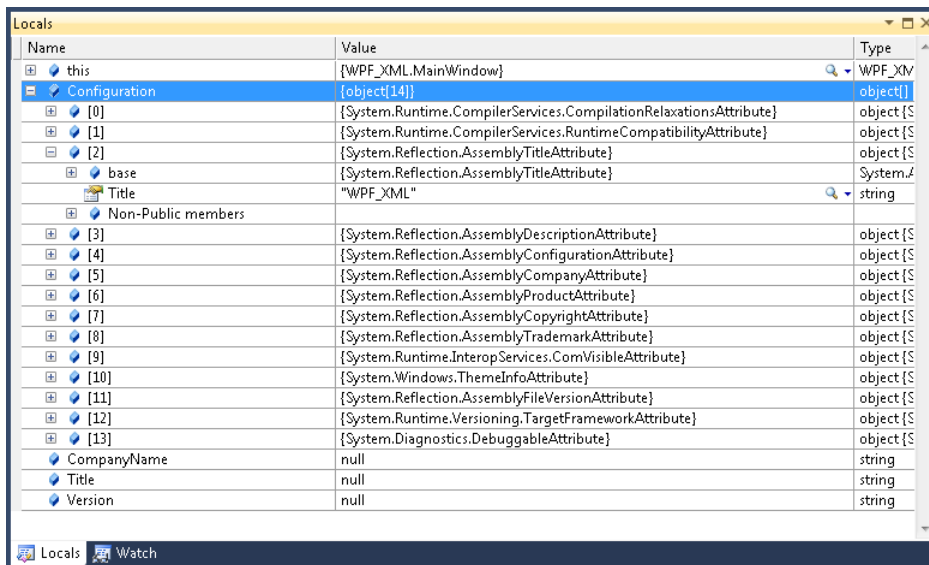 Locals
Name Value Type
this {WPF_XML.MainWindow} WPF_XM
Configuration {object[14]} object[]
[0] {System.Runtime.CompilerServices.CompilationRelaxationsAttribute} object {S
[1] {System.Runtime.CompilerServices.RuntimeCompatibilityAttribute} object {S
[2] {System.Reflection.AssemblyTitleAttribute} object {S
base {System.Reflection.AssemblyTitleAttribute} System.A
Title "WPF_XML" string
Non-Public members
[3] {System.Reflection.AssemblyDescriptionAttribute} object {S
[4] {System.Reflection.AssemblyConfigurationAttribute} object {S
[5] {System.Reflection.AssemblyCompanyAttribute} object {S
[6] {System.Reflection.AssemblyProductAttribute} object {S
[7] {System.Reflection.AssemblyCopyrightAttribute} object {S
[8] {System.Reflection.AssemblyTrademarkAttribute} object {S
[9] {System.Runtime.InteropServices.ComVisibleAttribute} object {S
[10] {System.Windows.ThemeInfoAttribute} object {S
[11] {System.Reflection.AssemblyFileVersionAttribute} object {S
[12] {System.Runtime.Versioning.TargetFrameworkAttribute} object {S
[13] {System.Diagnostics.DebuggableAttribute} object {S
CompanyName null string
Title null string
Version null string
Locals Watch